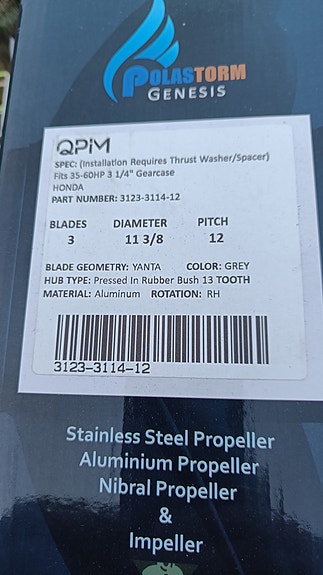 POLASTORM
GENESIS
QPiM
SPEC: (Installation Requires Thrust Washer/Spacer)
Fits 35-60HP 3 1/4" Gearcase
HONDA
PART NUMBER: 3123-3114-12
BLADES DIAMETER PITCH
3 11 3/8 12
BLADE GEOMETRY: YANTA COLOR: GREY
HUB TYPE: Pressed In Rubber Bush 13 TOOTH
MATERIAL: Aluminum ROTATION: RH
3123-3114-12
Stainless Steel Propeller
Aluminium Propeller
Nibral Propeller
&
Impeller